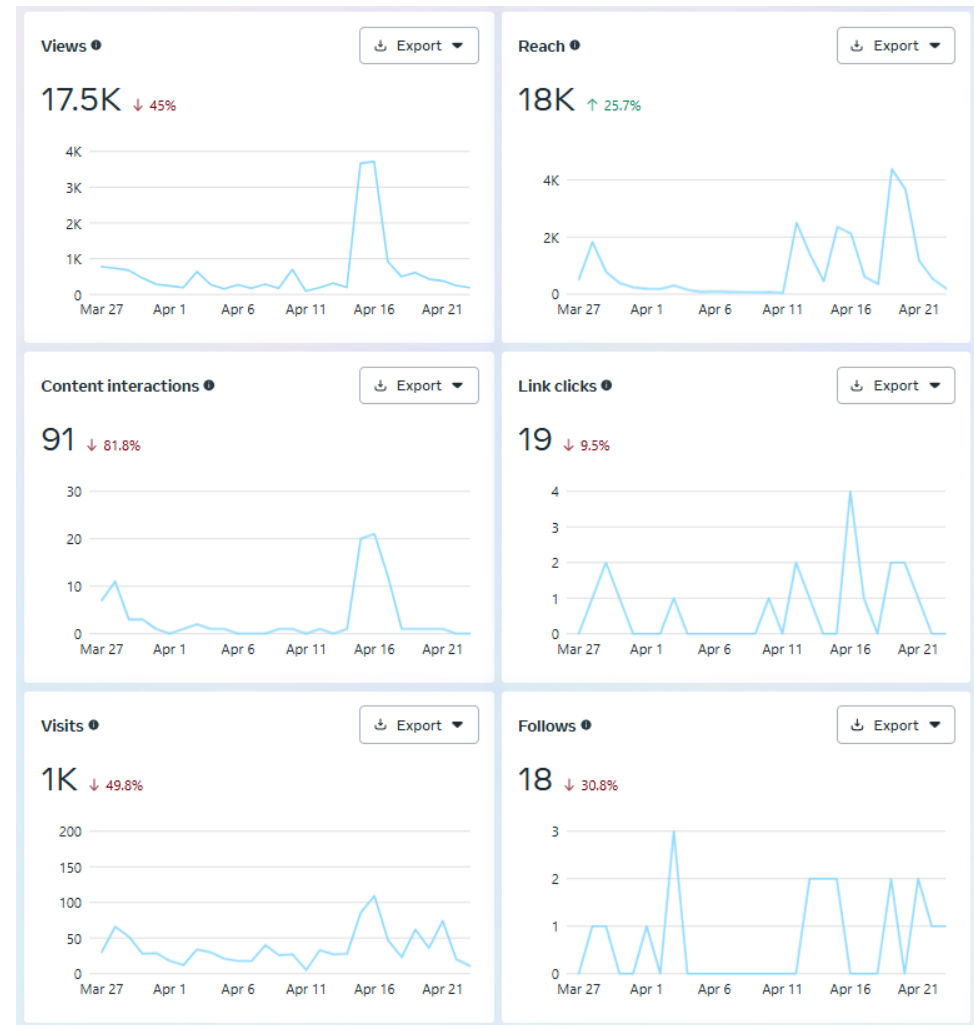 Views
Export
17.5K ↓ 45%
4K
3K
2K
1K
0
Mar 27 Apr 1 Apr 6 Apr 11 Apr 16 Apr 21
Reach
Export
18K ↑ 25.7%
4K
2K
0
Mar 27 Apr 1 Apr 6 Apr 11 Apr 16 Apr 21
Content interactions
Export
91 ↓ 81.8%
30
20
10
0
Mar 27 Apr 1 Apr 6 Apr 11 Apr 16 Apr 21
Link clicks
Export
19 ↓ 9.5%
4
3
2
1
0
Mar 27 Apr 1 Apr 6 Apr 11 Apr 16 Apr 21
Visits
Export
1K ↓ 49.8%
200
150
100
50
0
Mar 27 Apr 1 Apr 6 Apr 11 Apr 16 Apr 21
Follows
Export
18 ↓ 30.8%
3
2
1
0
Mar 27 Apr 1 Apr 6 Apr 11 Apr 16 Apr 21